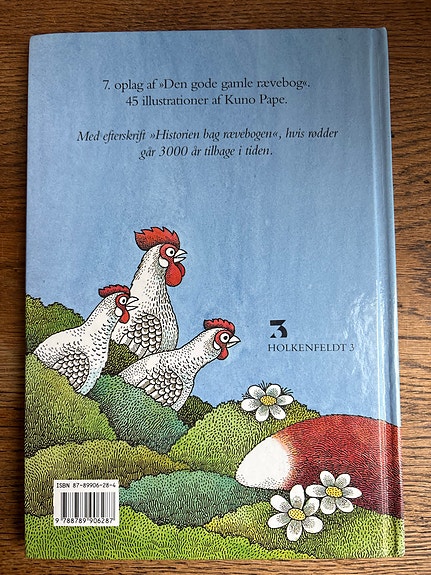 7. oplag af »Den gode gamle rævebog«.
45 illustrationer af Kuno Pape.
Med efterskrift »Historien bag rævebogen«, hvis rødder
går 3000 år tilbage i tiden.
3
HOLKENFELDT 3
ISBN 87-89906-28-4
9 788789 906287